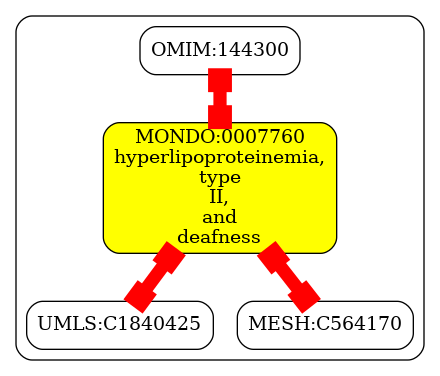 OMIM:144300
MONDO:0007760
hyperlipoproteinemia,
type
II,
and
deafness
UMLS:C1840425
MESH:C564170